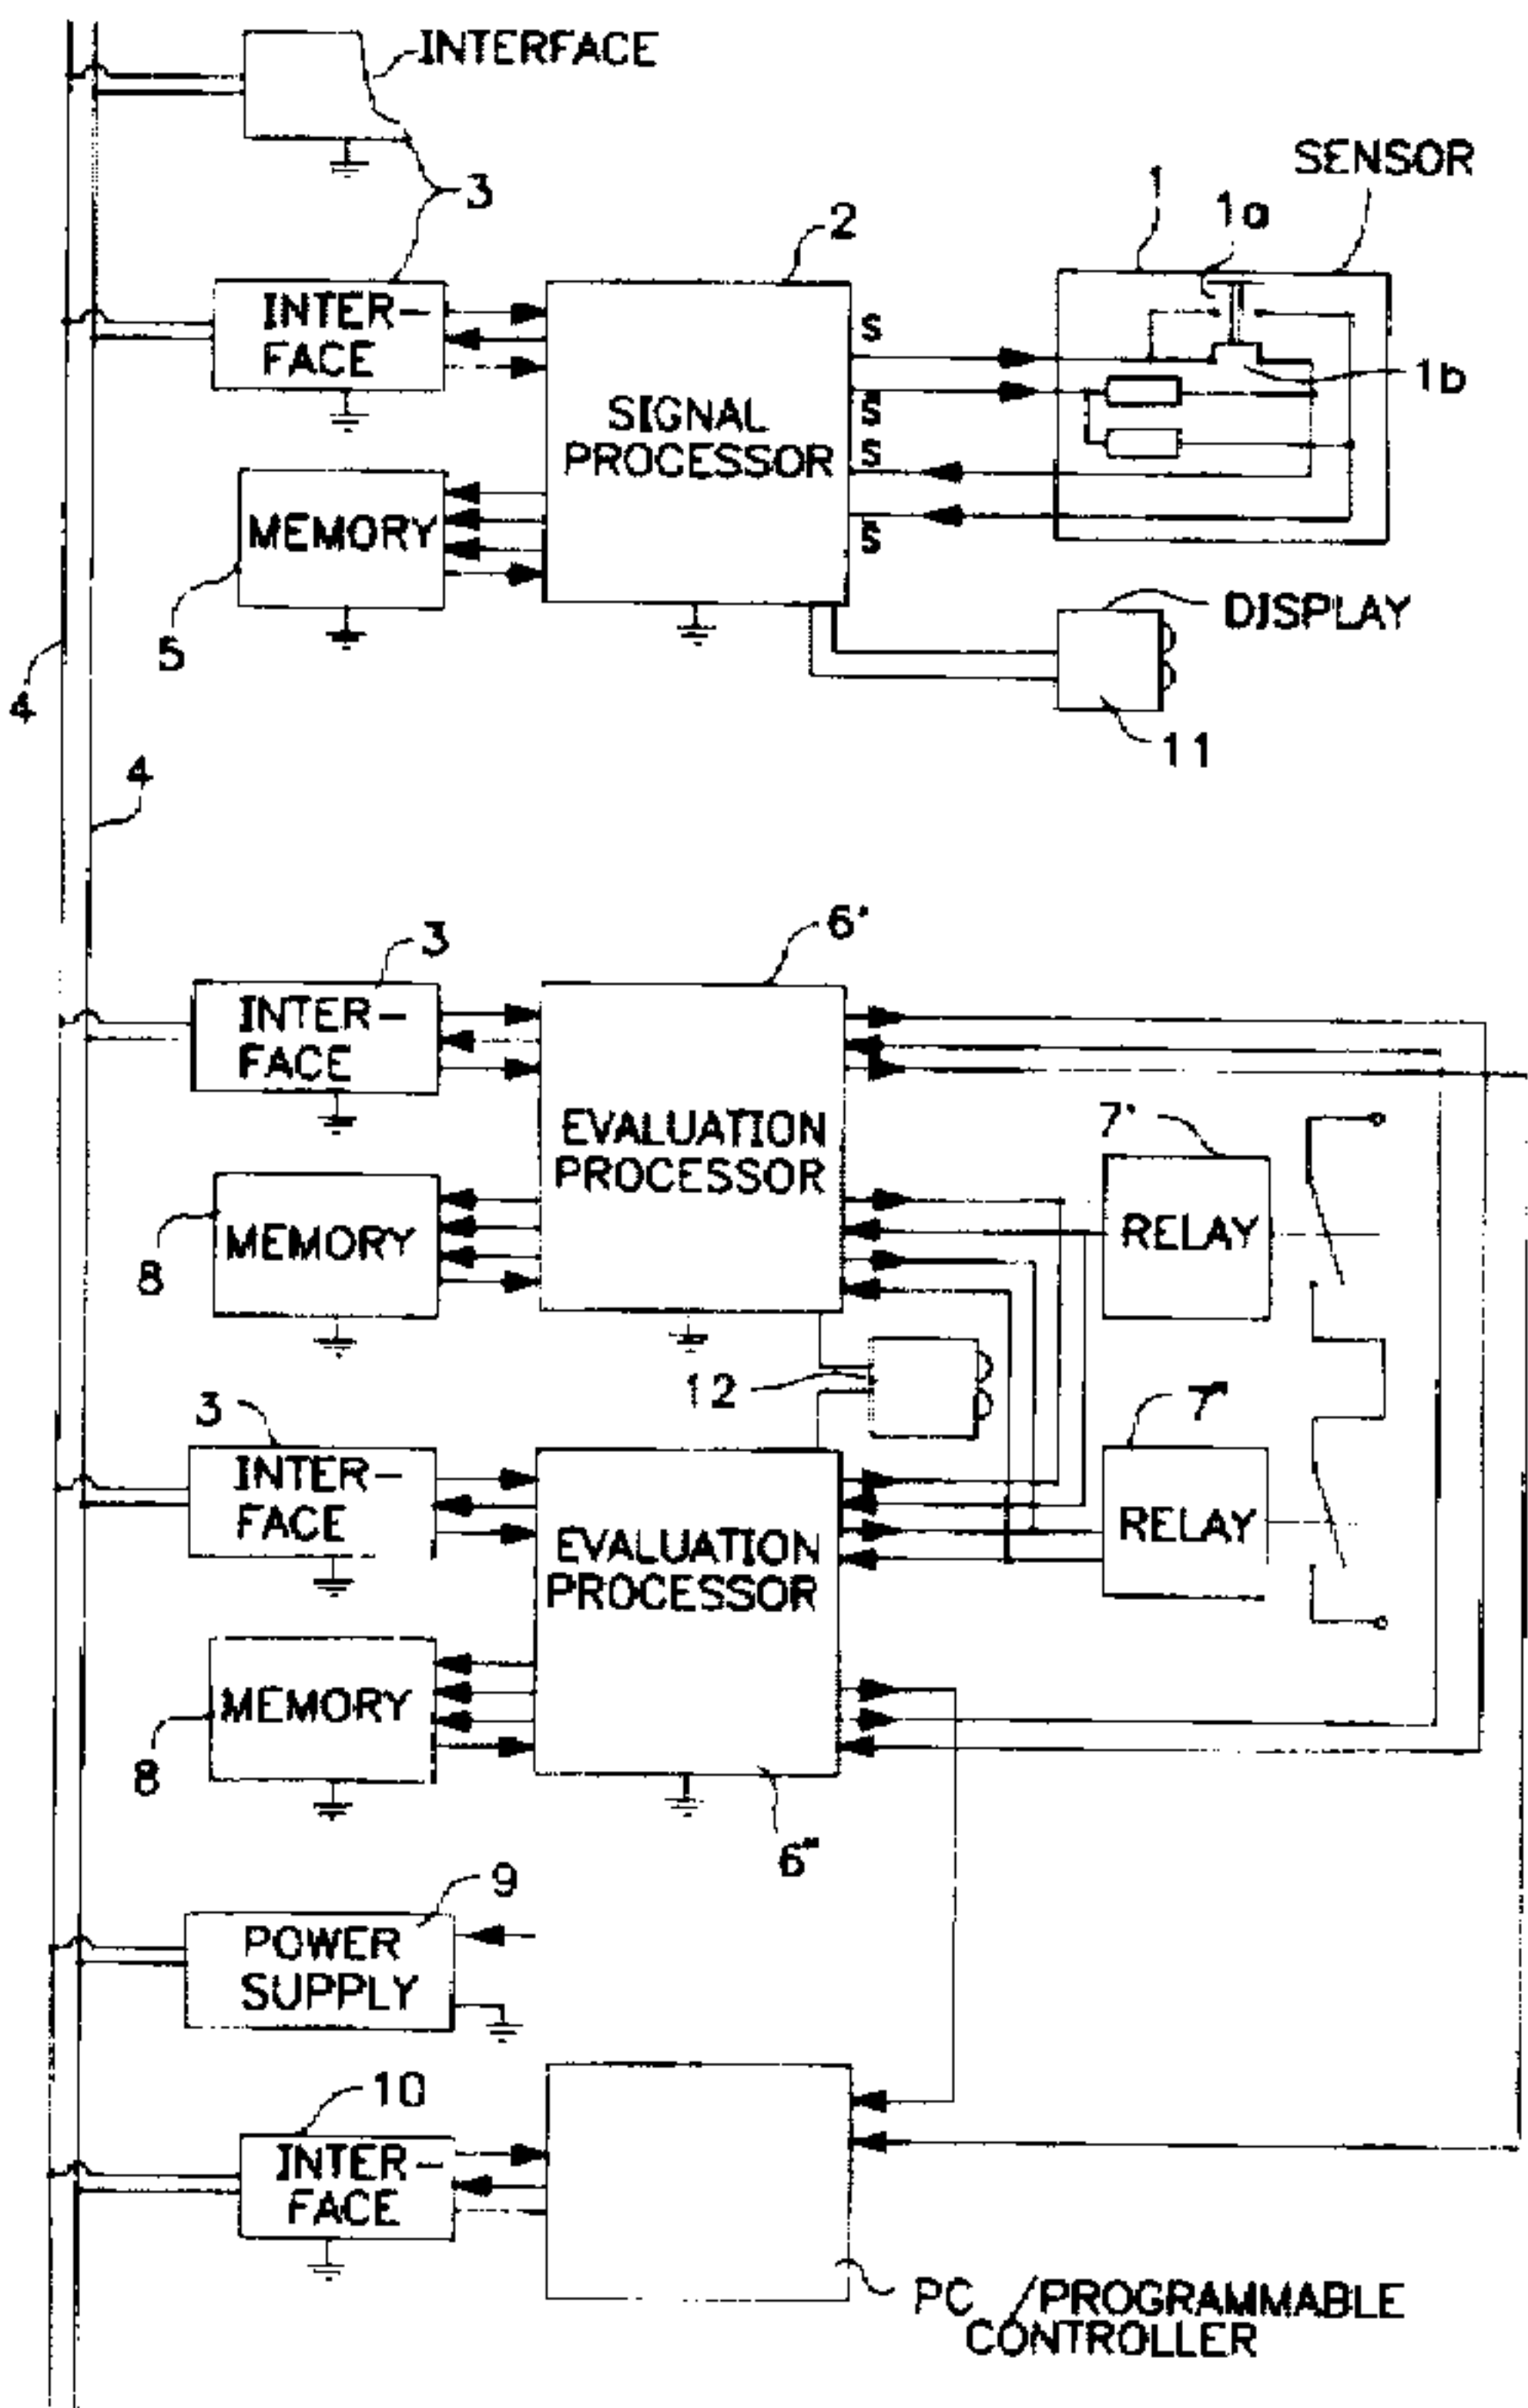 INTERFACE
3
SENSOR
1
1a
2
INTER-
FACE
S
S
S
S
1b
SIGNAL
PROCESSOR
MEMORY
5
4
DISPLAY
11
4
3
6'
INTER-
FACE
EVALUATION
PROCESSOR
7'
RELAY
MEMORY
8
12
3
7"
INTER-
FACE
EVALUATION
PROCESSOR
RELAY
MEMORY
8
6"
9
POWER
SUPPLY
10
INTER-
FACE
PC /PROGRAMMABLE
CONTROLLER